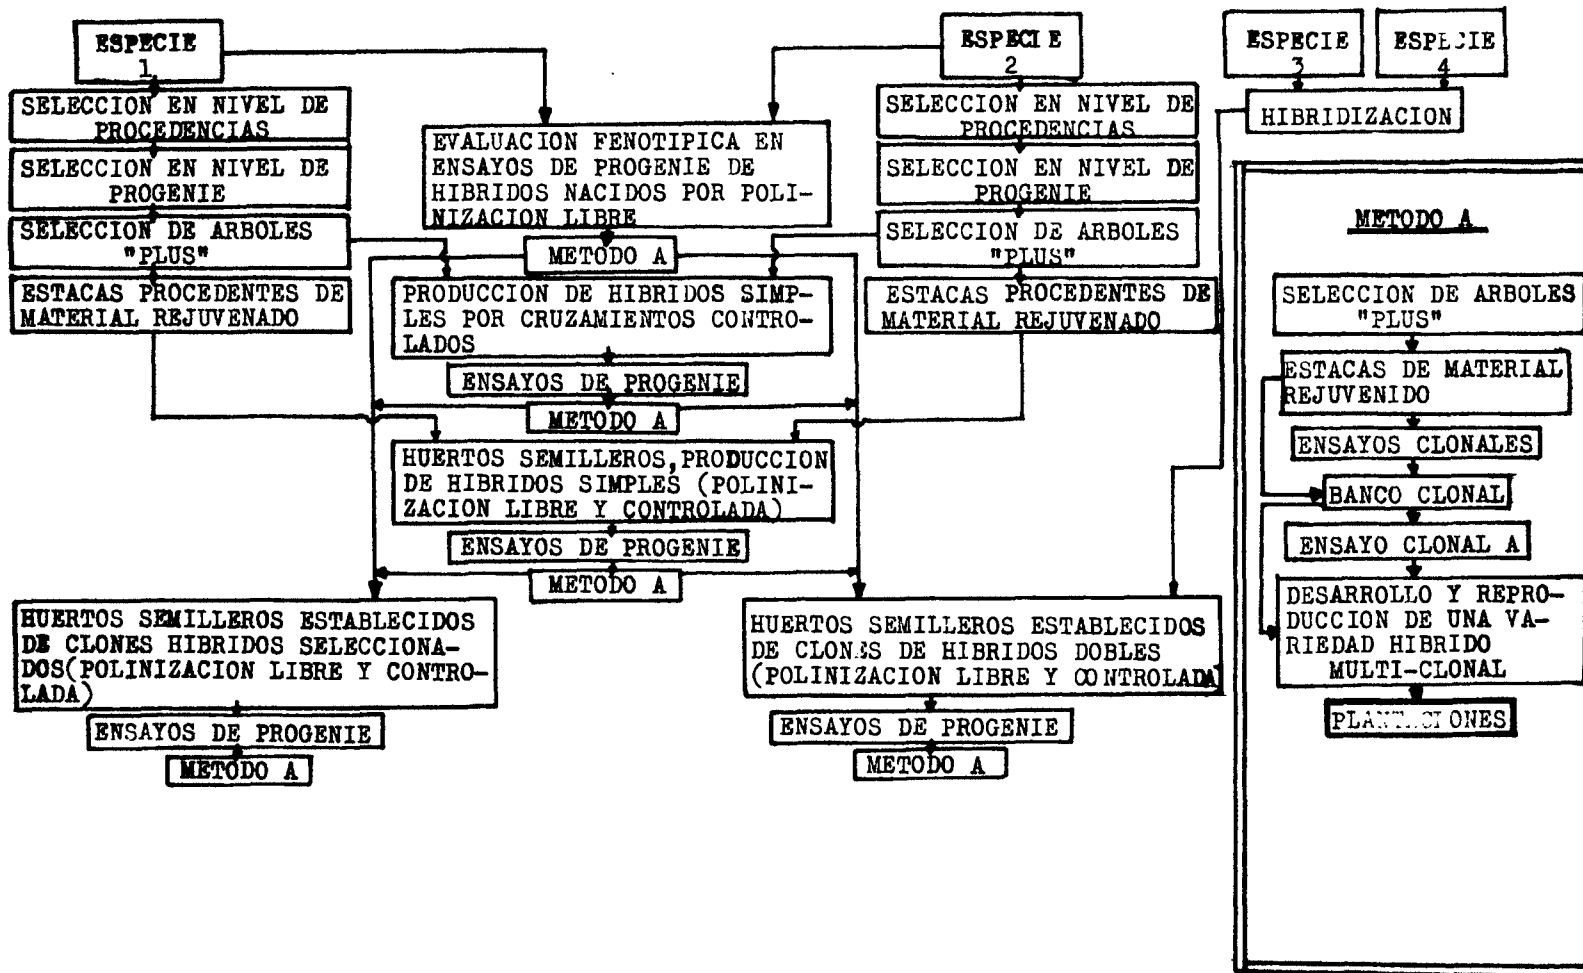 ESPECIE
1
SELECCION EN NIVEL DE
PROCEDENCIAS
SELECCION EN NIVEL DE
PROGENIE
SELECCION DE ARBOLES
"PLUS"
ESTACAS PROCEDENTES DE
MATERIAL REJUVENADO
EVALUACION FENOTIPICA EN
ENSAYOS DE PROGENIE DE
HIBRIDOS NACIDOS POR POLI-
NIZACION LIBRE
METODO A
PRODUCCION DE HIBRIDOS SIMP-
LES POR CRUZAMIENTOS CONTRO-
LADOS
ENSAYOS DE PROGENIE
METODO A
HUERTOS SEMILLEROS, PRODUCCION
DE HIBRIDOS SIMPLES (POLINI-
ZACION LIBRE Y CONTROLADA)
ENSAYOS DE PROGENIE
METODO A
ESPECIE
2
SELECCION EN NIVEL DE
PROCEDENCIAS
SELECCION EN NIVEL DE
PROGENIE
SELECCION DE ARBOLES
"PLUS"
ESTACAS PROCEDENTES DE
MATERIAL REJUVENADO
ESPECIE
3
ESPECIE
4
HIBRIDIZACION
HUERTOS SEMILLEROS ESTABLECIDOS
DE CLONES HIBRIDOS SELECCIONA-
DOS(POLINIZACION LIBRE Y CONTRO-
LADA)
ENSAYOS DE PROGENIE
METODO A
HUERTOS SEMILLEROS ESTABLECIDOS
DE CLONES DE HIBRIDOS DOBLES
(POLINIZACION LIBRE Y CONTROLADA)
ENSAYOS DE PROGENIE
METODO A
METODO A
SELECCION DE ARBOLES
"PLUS"
ESTACAS DE MATERIAL
REJUVENIDO
ENSAYOS CLONALES
BANCO CLONAL
ENSAYO CLONAL A
DESARROLLO Y REPRO-
DUCCION DE UNA VA-
RIEDAD HIBRIDO
MULTI-CLONAL
PLANTACIONES